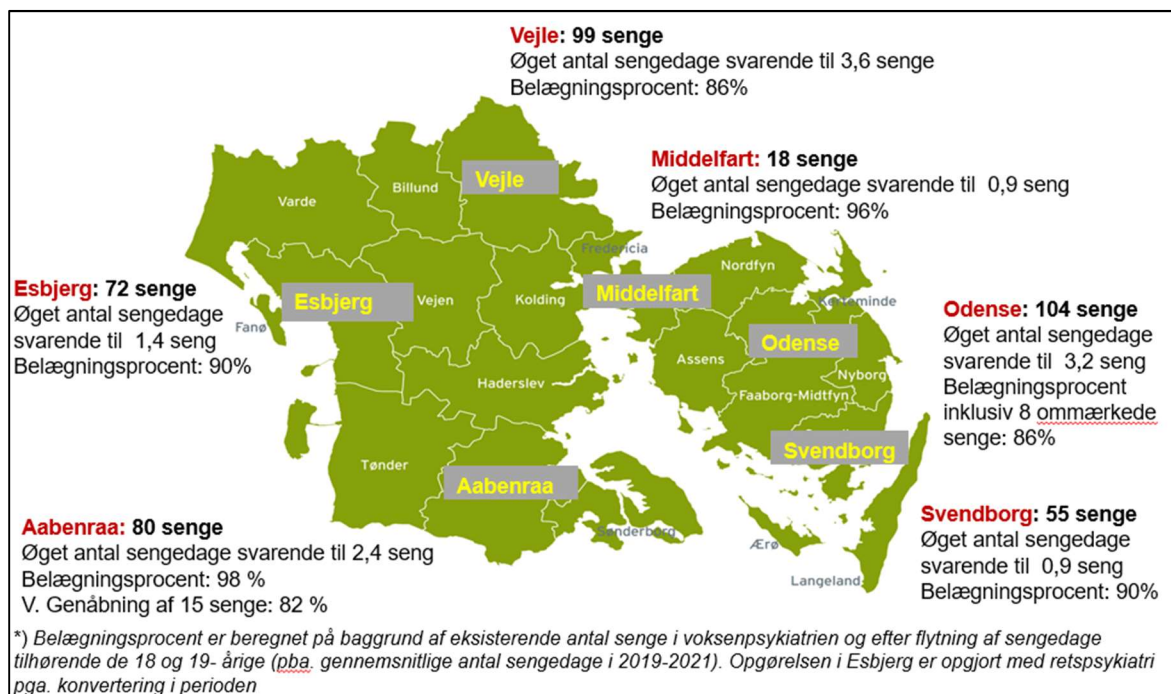 Vejle: 99 senge
Øget antal sengedage svarende til 3,6 senge
Belægningsprocent: 86%
Middelfart: 18 senge
Øget antal sengedage svarende til 0,9 seng
Belægningsprocent: 96%
Esbjerg: 72 senge
Øget antal sengedage
svarende til 1,4 seng
Belægningsprocent: 90%
Odense: 104 senge
Øget antal sengedage
svarende til 3,2 seng
Belægningsprocent
inklusiv 8 ommærkede
senge: 86%
Svendborg: 55 senge
Øget antal sengedage
svarende til 0,9 seng
Belægningsprocent: 90%
Aabenraa: 80 senge
Øget antal sengedage svarende til 2,4 seng
Belægningsprocent: 98 %
V. Genåbning af 15 senge: 82 %
Varde
Billund
Vejle
Fredericia
Nordfyn
Kerteminde
Fanø
Esbjerg
Vejen
Kolding
Middelfart
Odense
Assens
Nyborg
Haderslev
Faaborg-Midtfyn
Svendborg
Tønder
Aabenraa
Sønderborg
Ærø
Langeland
*) Belægningsprocent er beregnet på baggrund af eksisterende antal senge i voksenpsykiatrien og efter flytning af sengedage
tilhørende de 18 og 19- årige (pba. gennemsnitlige antal sengedage i 2019-2021). Opgørelsen i Esbjerg er opgjort med retspsykiatri
pga. konvertering i perioden